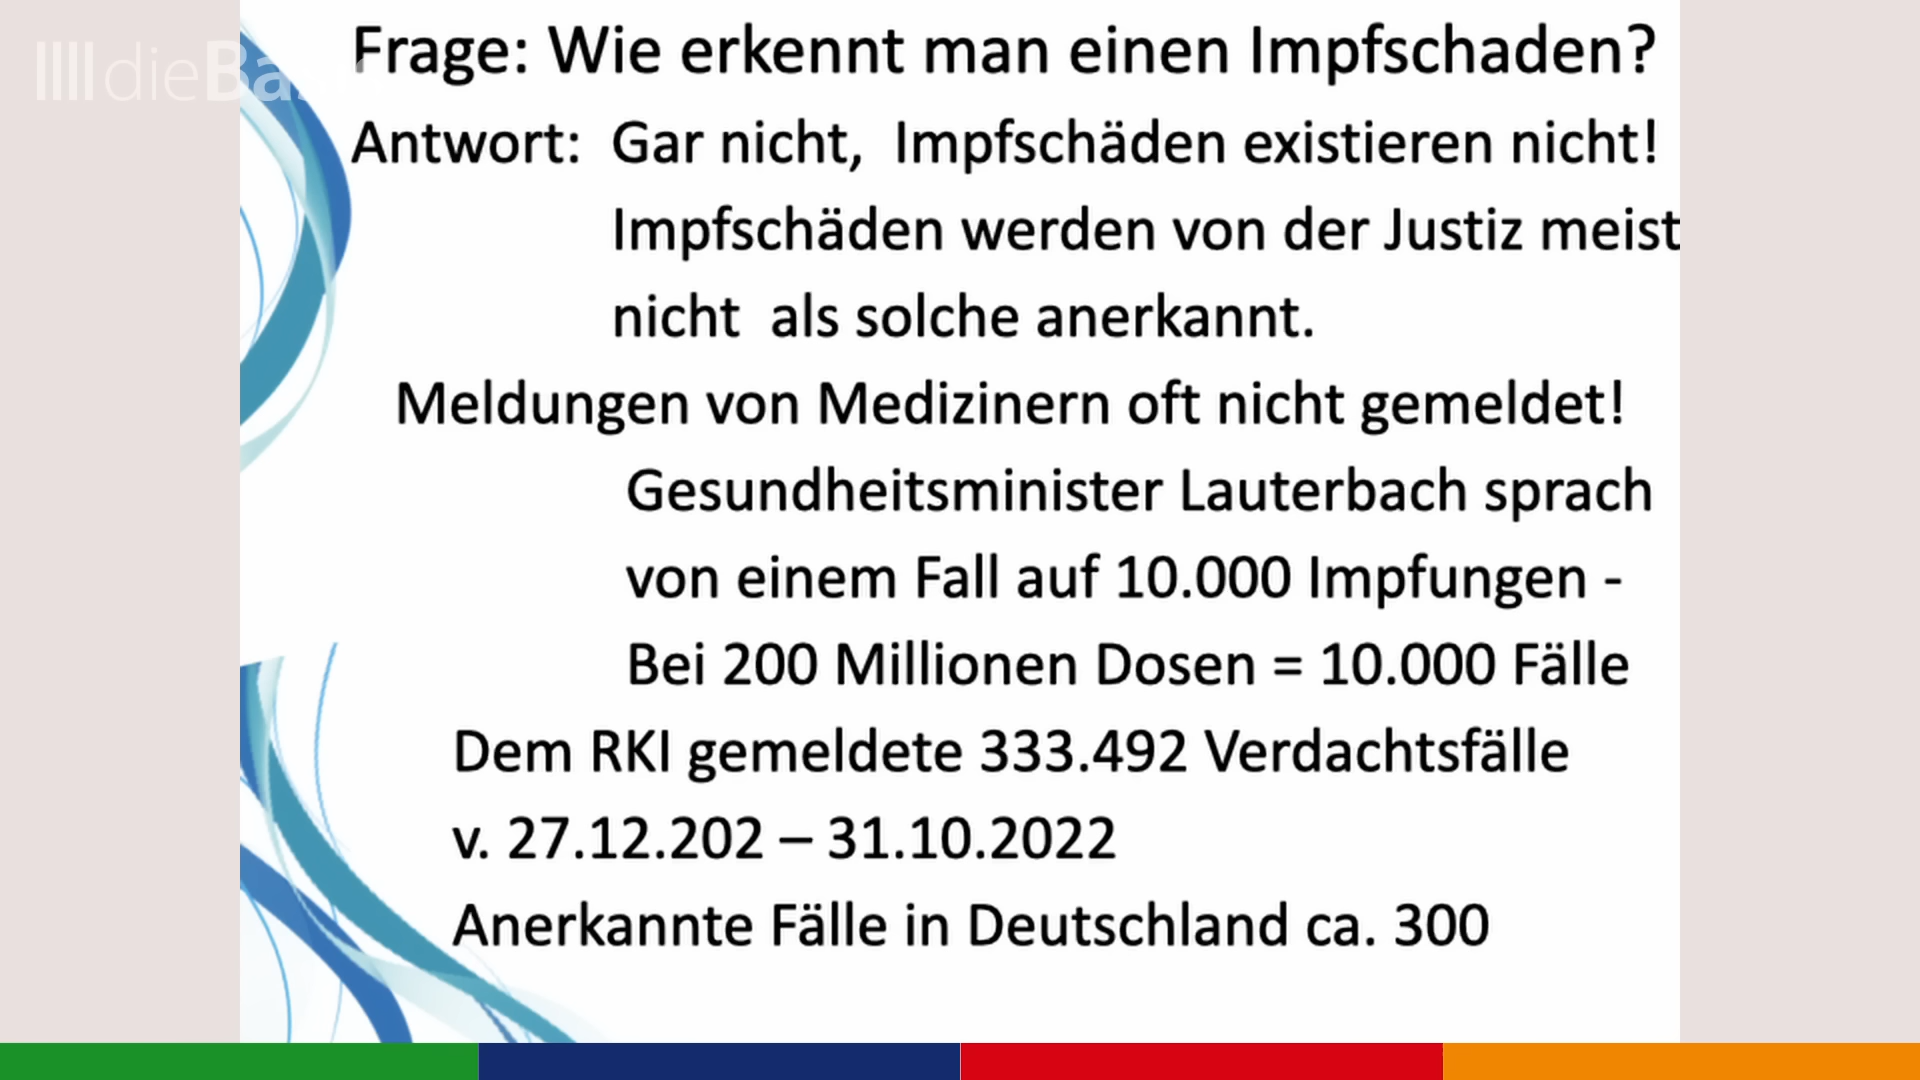 dieBasis
Frage: Wie erkennt man einen Impfschaden?
Antwort: Gar nicht, Impfschäden existieren nicht!
Impfschäden werden von der Justiz meist
nicht als solche anerkannt.
Meldungen von Medizinern oft nicht gemeldet!
Gesundheitsminister Lauterbach sprach
von einem Fall auf 10.000 Impfungen -
Bei 200 Millionen Dosen = 10.000 Fälle
Dem RKI gemeldete 333.492 Verdachtsfälle
v. 27.12.202 – 31.10.2022
Anerkannte Fälle in Deutschland ca. 300